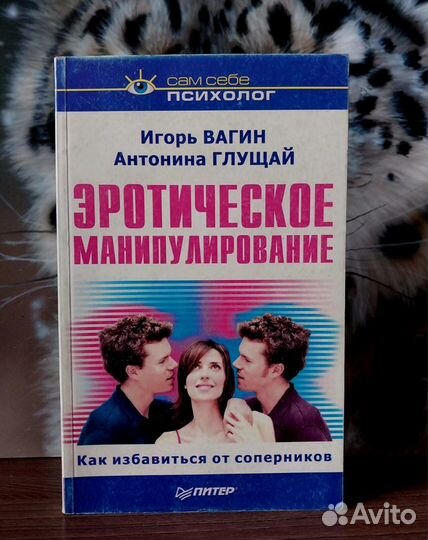 сам себе
психолог
Игорь ВАГИН
Антонина ГЛУЩАЙ
ЭРОТИЧЕСКОЕ
МАНИПУЛИРОВАНИЕ
Как избавиться от соперников
ПИТЕР
Avito